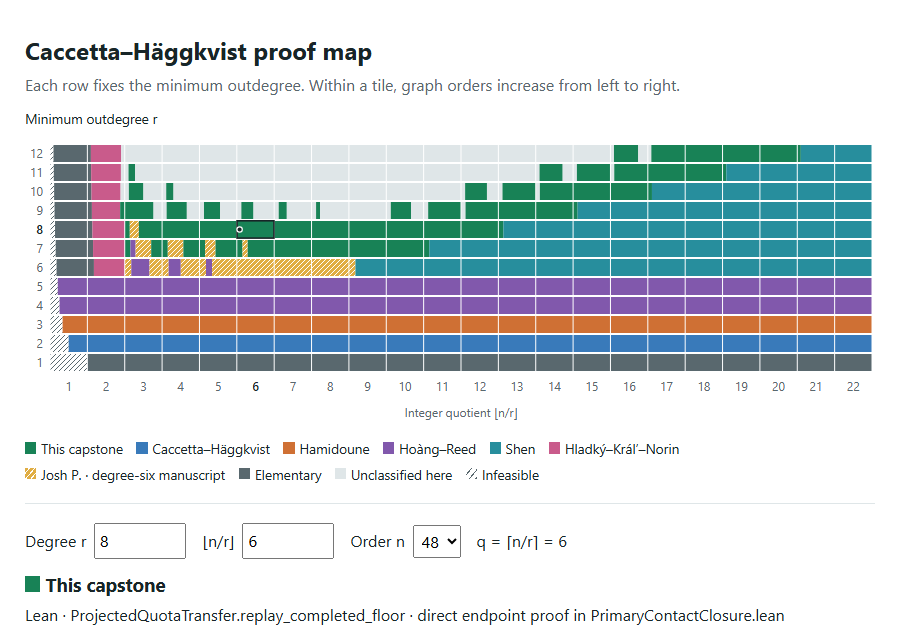 Caccetta–Häggkvist proof map
Each row fixes the minimum outdegree. Within a tile, graph orders increase from left to right.
Minimum outdegree r
12
11
10
9
8
7
6
5
4
3
2
1
1 2 3 4 5 6 7 8 9 10 11 12 13 14 15 16 17 18 19 20 21 22
Integer quotient ⌊n/r⌋
This capstone Caccetta–Häggkvist Hamidoune Hoàng–Reed Shen Hladký–Král’–Norin
Josh P. · degree-six manuscript Elementary Unclassified here Infeasible
Degree r 8 ⌊n/r⌋ 6 Order n 48 q = ⌈n/r⌉ = 6
This capstone
Lean · ProjectedQuotaTransfer.replay_completed_floor · direct endpoint proof in PrimaryContactClosure.lean